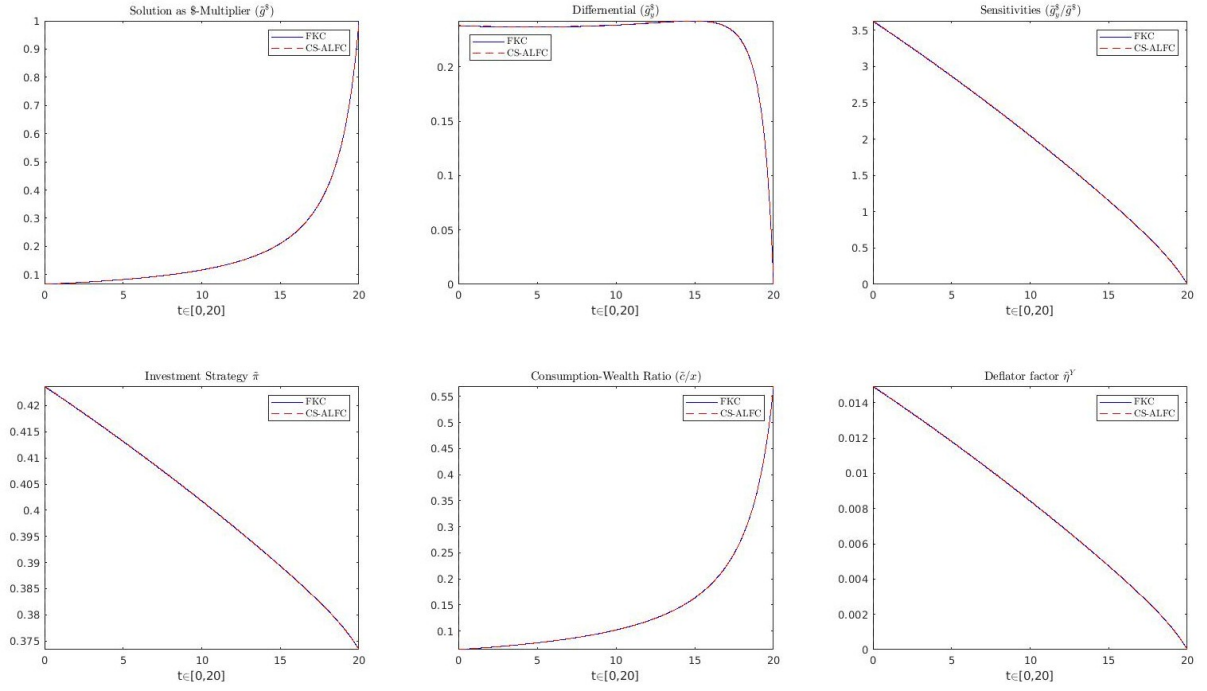 Solution as $-Multiplier (g̃^$)
1
0.9
0.8
0.7
0.6
0.5
0.4
0.3
0.2
0.1
FKC
CS-ALFC
0 5 10 15 20
t∈[0,20]
Differnential (g̃_y^$)
0.2
0.15
0.1
0.05
0
FKC
CS-ALFC
0 5 10 15 20
t∈[0,20]
Sensitivities (g̃_y^$/g̃^$)
3.5
3
2.5
2
1.5
1
0.5
0
FKC
CS-ALFC
0 5 10 15 20
t∈[0,20]
Investment Strategy π̃
0.42
0.415
0.41
0.405
0.4
0.395
0.39
0.385
0.38
0.375
FKC
CS-ALFC
0 5 10 15 20
t∈[0,20]
Consumption-Wealth Ratio (c̃/x)
0.55
0.5
0.45
0.4
0.35
0.3
0.25
0.2
0.15
0.1
FKC
CS-ALFC
0 5 10 15 20
t∈[0,20]
Deflator factor η̃^Y
0.014
0.012
0.01
0.008
0.006
0.004
0.002
0
FKC
CS-ALFC
0 5 10 15 20
t∈[0,20]